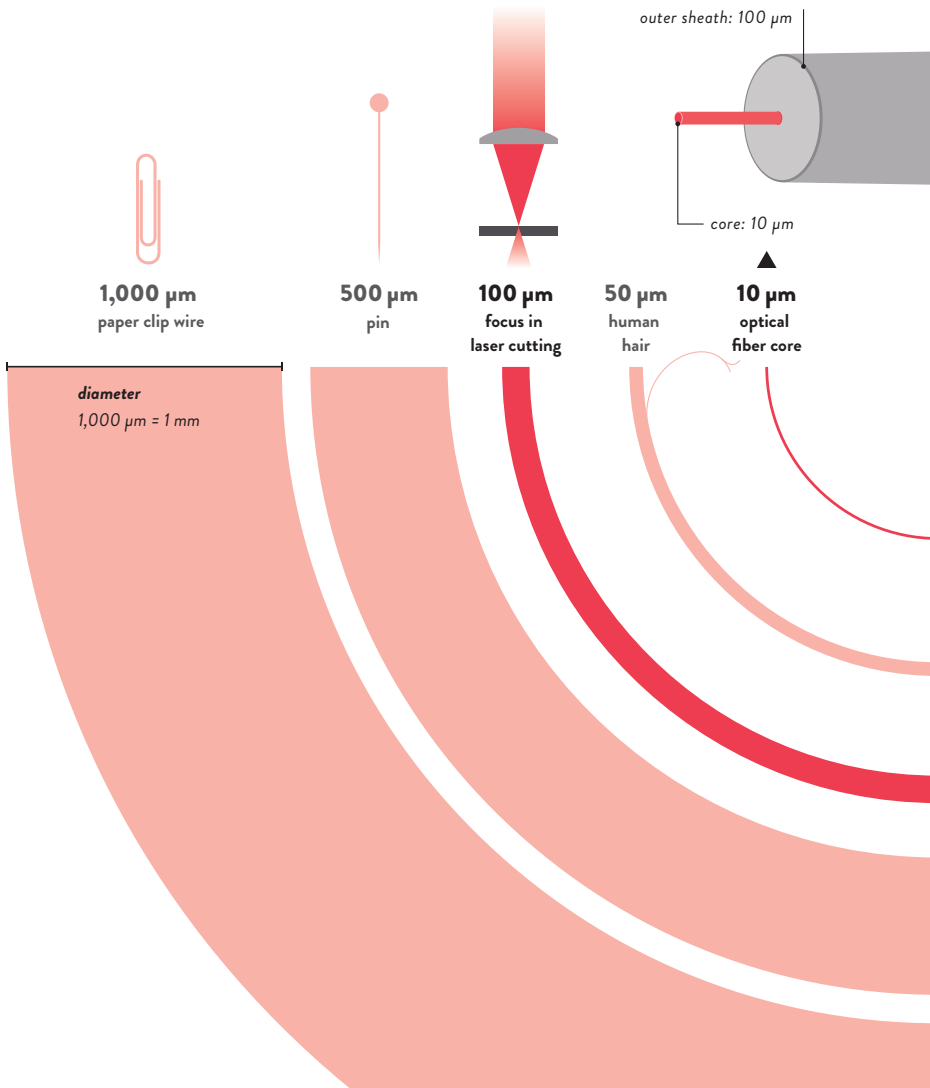 outer sheath: 100 µm
core: 10 µm
1,000 µm
paper clip wire
500 µm
pin
100 µm
focus in
laser cutting
50 µm
human
hair
10 µm
optical
fiber core
diameter
1,000 µm = 1 mm